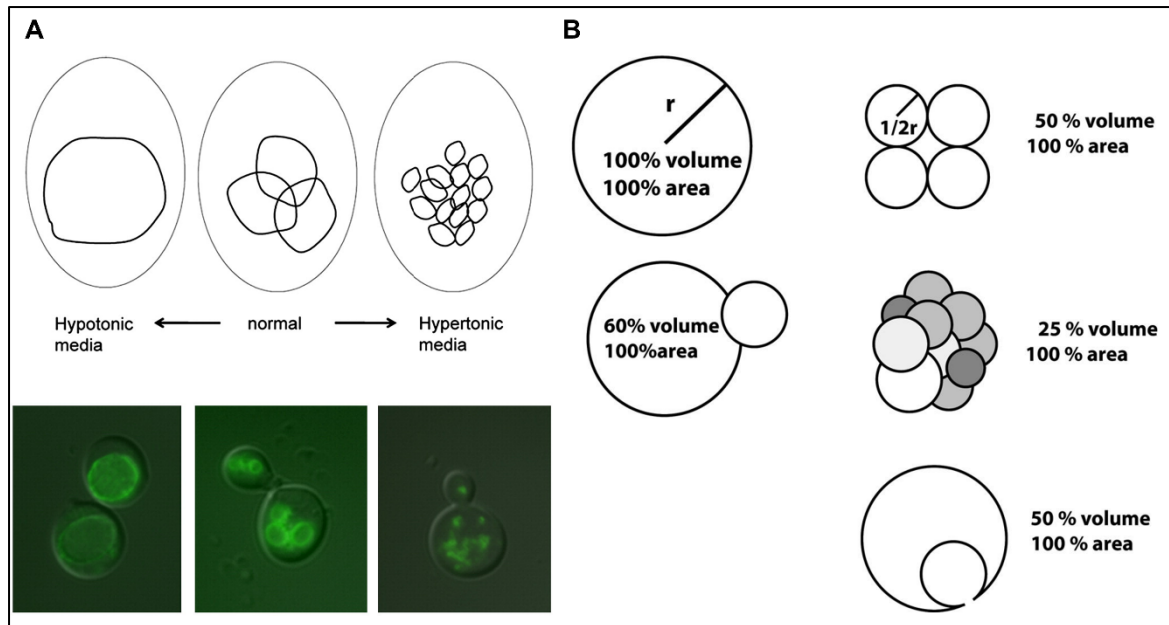 A
Hypotonic
media
normal
Hypertonic
media
B
r
100% volume
100% area
1/2r
50 % volume
100 % area
60% volume
100%area
25 % volume
100 % area
50 % volume
100 % area